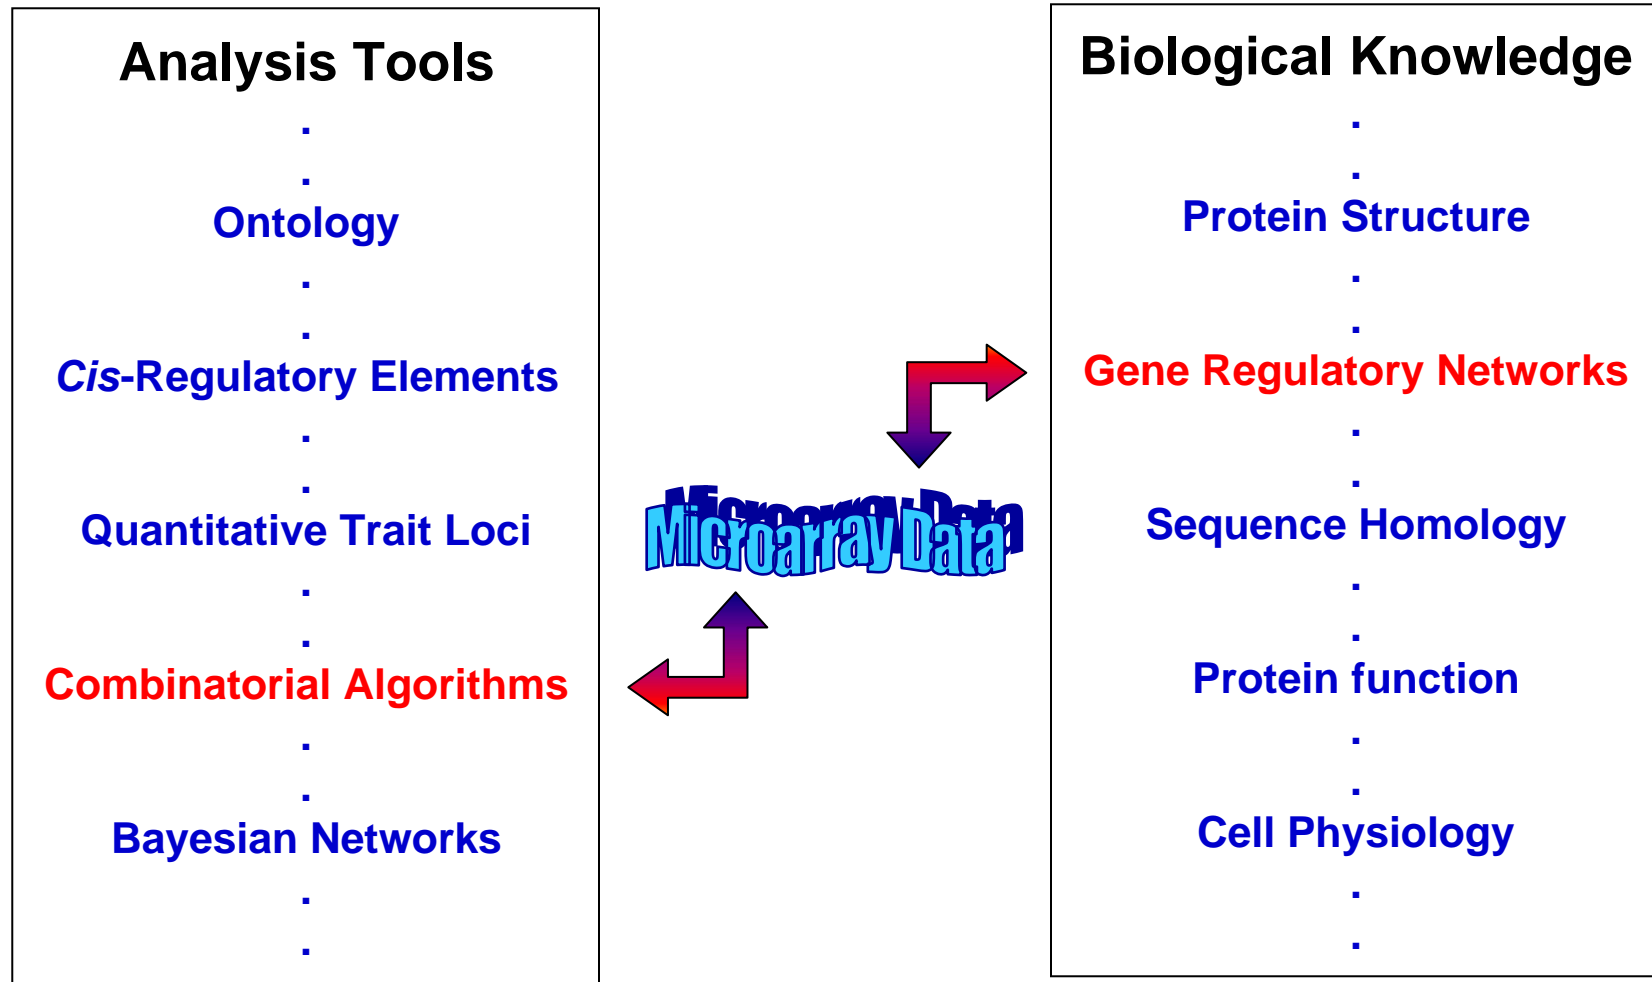 Analysis Tools
.
.
Ontology
.
.
Cis-Regulatory Elements
.
.
Quantitative Trait Loci
.
.
Combinatorial Algorithms
.
.
Bayesian Networks
.
.
Microarray Data
Biological Knowledge
.
.
Protein Structure
.
.
Gene Regulatory Networks
.
.
Sequence Homology
.
.
Protein function
.
.
Cell Physiology
.
.